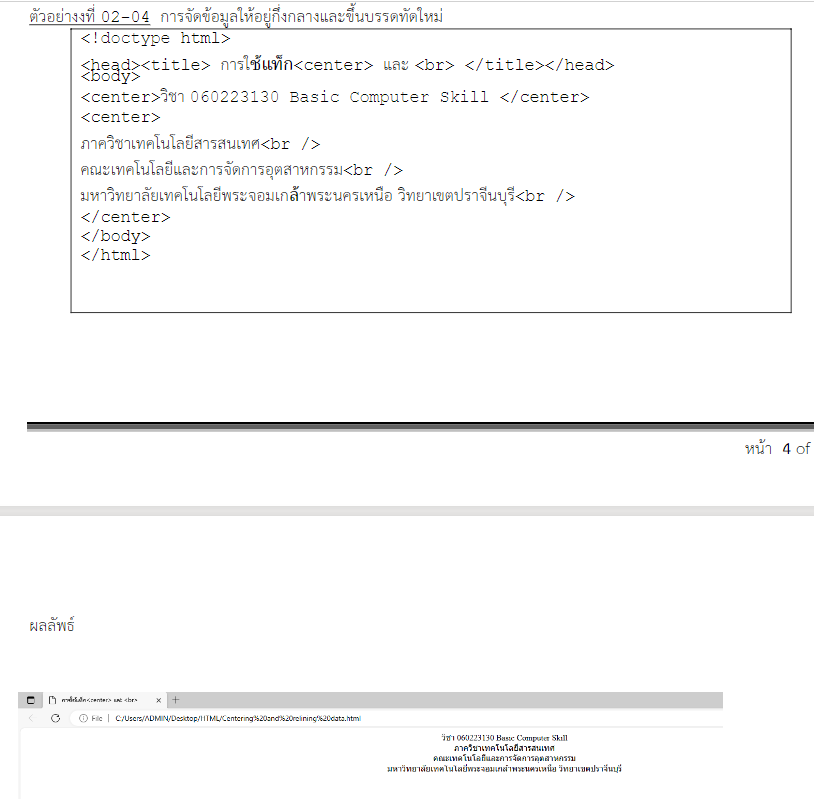 ตัวอย่างงที่ 02-04 การจัดข้อมูลให้อยู่กึ่งกลางและขึ้นบรรดทัดใหม่
<!doctype html>
<head><title> การใช้แท็ก<center> และ <br> </title></head>
<body>
<center>วิชา 060223130 Basic Computer Skill </center>
<center>
ภาควิชาเทคโนโลยีสารสนเทศ<br />
คณะเทคโนโลยีและการจัดการอุตสาหกรรม<br />
มหาวิทยาลัยเทคโนโลยีพระจอมเกล้าพระนครเหนือ วิทยาเขตปราจีนบุรี<br />
</center>
</body>
</html>
หน้า 4 of
ผลลัพธ์
การใช้แท็ก<center> และ <br>
File | C:/Users/ADMIN/Desktop/HTML/Centering%20and%20relining%20data.html
วิชา 060223130 Basic Computer Skill
ภาควิชาเทคโนโลยีสารสนเทศ
คณะเทคโนโลยีและการจัดการอุตสาหกรรม
มหาวิทยาลัยเทคโนโลยีพระจอมเกล้าพระนครเหนือ วิทยาเขตปราจีนบุรี